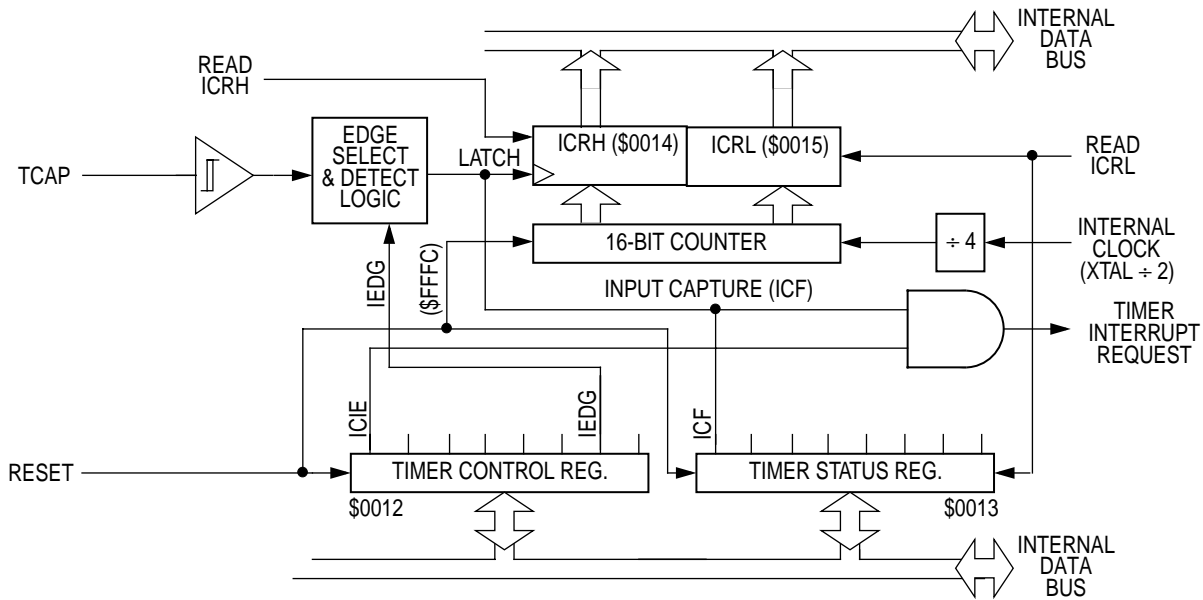 INTERNAL
DATA
BUS
READ
ICRH
EDGE
SELECT
& DETECT
LOGIC
LATCH
ICRH ($0014)
ICRL ($0015)
READ
ICRL
TCAP
16-BIT COUNTER
÷ 4
INTERNAL
CLOCK
(XTAL ÷ 2)
IEDG
($FFFC)
INPUT CAPTURE (ICF)
TIMER
INTERRUPT
REQUEST
ICIE
IEDG
ICF
RESET
TIMER CONTROL REG.
TIMER STATUS REG.
$0012
$0013
INTERNAL
DATA
BUS